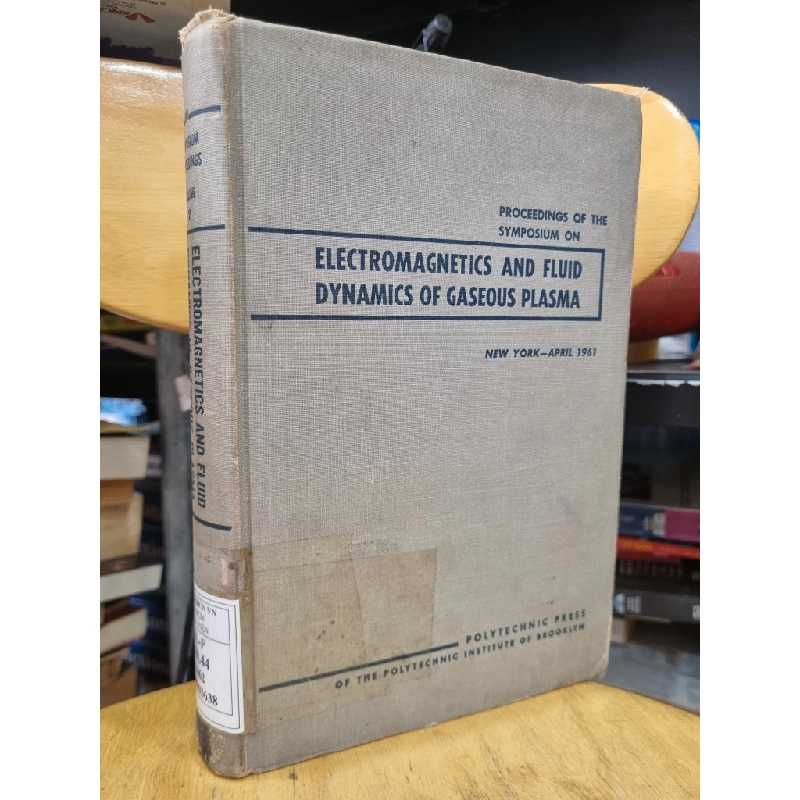 PROCEEDINGS OF THE
SYMPOSIUM ON
ELECTROMAGNETICS AND FLUID
DYNAMICS OF GASEOUS PLASMA
NEW YORK—APRIL 1961
POLYTECHNIC PRESS
OF THE POLYTECHNIC INSTITUTE OF BROOKLYN
ELECTROMAGNETICS AND FLUID